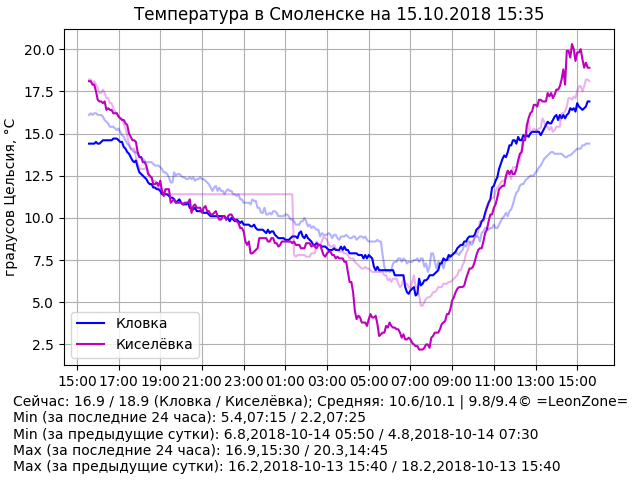 Температура в Смоленске на 15.10.2018 15:35
градусов Цельсия, °C
20.0
17.5
15.0
12.5
10.0
7.5
5.0
2.5
Кловка
Киселёвка
15:00 17:00 19:00 21:00 23:00 01:00 03:00 05:00 07:00 09:00 11:00 13:00 15:00
Сейчас: 16.9 / 18.9 (Кловка / Киселёвка); Средняя: 10.6/10.1 | 9.8/9.4© =LeonZone=
Min (за последние 24 часа): 5.4,07:15 / 2.2,07:25
Min (за предыдущие сутки): 6.8,2018-10-14 05:50 / 4.8,2018-10-14 07:30
Max (за последние 24 часа): 16.9,15:30 / 20.3,14:45
Max (за предыдущие сутки): 16.2,2018-10-13 15:40 / 18.2,2018-10-13 15:40